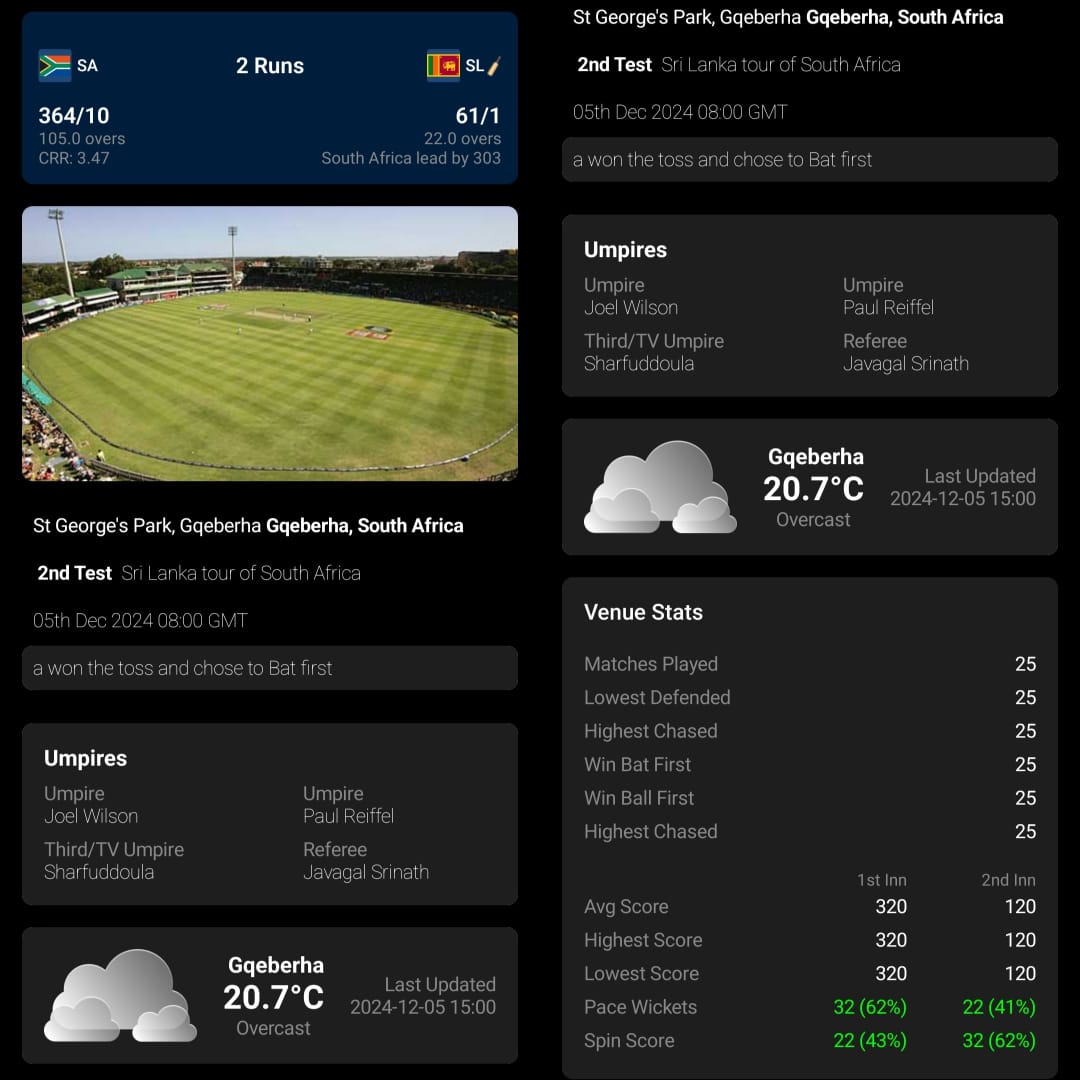 SA
2 Runs
SL
364/10
61/1
105.0 overs
22.0 overs
CRR: 3.47
South Africa lead by 303
St George's Park, Gqeberha Gqeberha, South Africa
2nd Test Sri Lanka tour of South Africa
05th Dec 2024 08:00 GMT
a won the toss and chose to Bat first
Umpires
Umpire
Umpire
Joel Wilson
Paul Reiffel
Third/TV Umpire
Referee
Sharfuddoula
Javagal Srinath
Gqeberha
20.7°C
Overcast
Last Updated
2024-12-05 15:00
St George's Park, Gqeberha Gqeberha, South Africa
2nd Test Sri Lanka tour of South Africa
05th Dec 2024 08:00 GMT
a won the toss and chose to Bat first
Umpires
Umpire
Umpire
Joel Wilson
Paul Reiffel
Third/TV Umpire
Referee
Sharfuddoula
Javagal Srinath
Gqeberha
20.7°C
Overcast
Last Updated
2024-12-05 15:00
Venue Stats
Matches Played 25
Lowest Defended 25
Highest Chased 25
Win Bat First 25
Win Ball First 25
Highest Chased 25
1st Inn 2nd Inn
Avg Score 320 120
Highest Score 320 120
Lowest Score 320 120
Pace Wickets 32 (62%) 22 (41%)
Spin Score 22 (43%) 32 (62%)